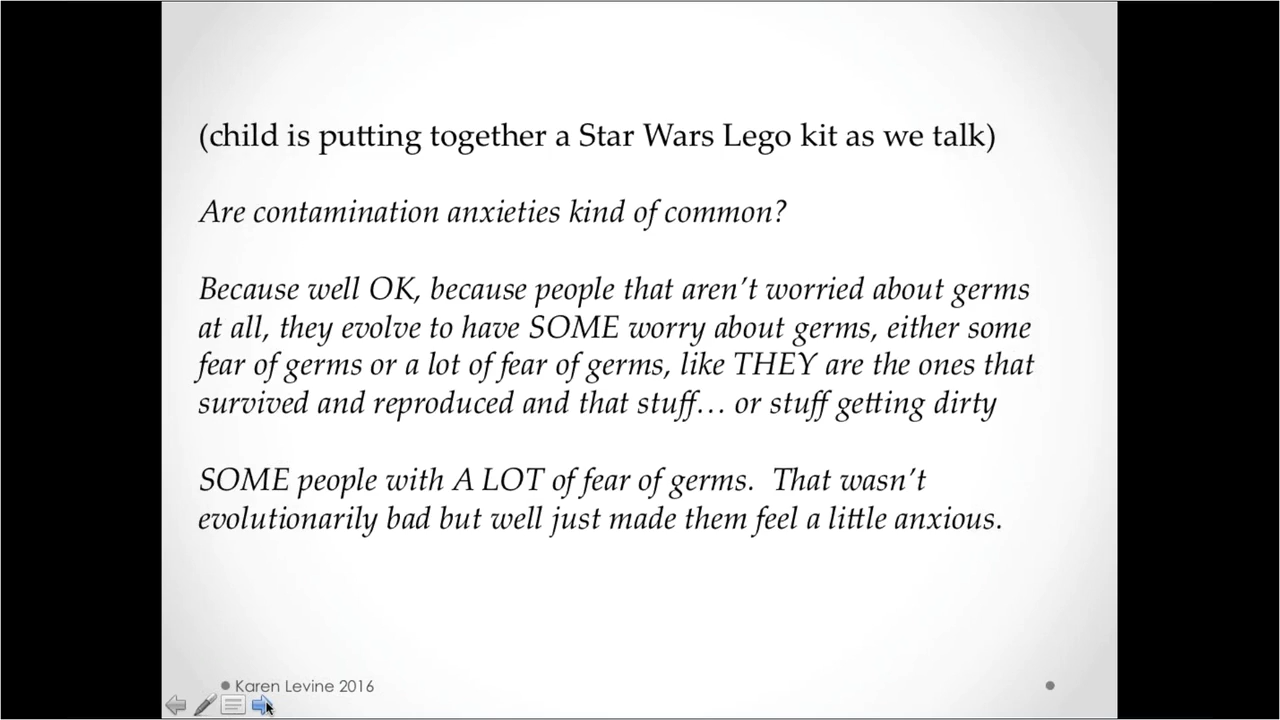 (child is putting together a Star Wars Lego kit as we talk)
Are contamination anxieties kind of common?
Because well OK, because people that aren’t worried about germs
at all, they evolve to have SOME worry about germs, either some
fear of germs or a lot of fear of germs, like THEY are the ones that
survived and reproduced and that stuff… or stuff getting dirty
SOME people with A LOT of fear of germs.  That wasn’t
evolutionarily bad but well just made them feel a little anxious.
Karen Levine 2016